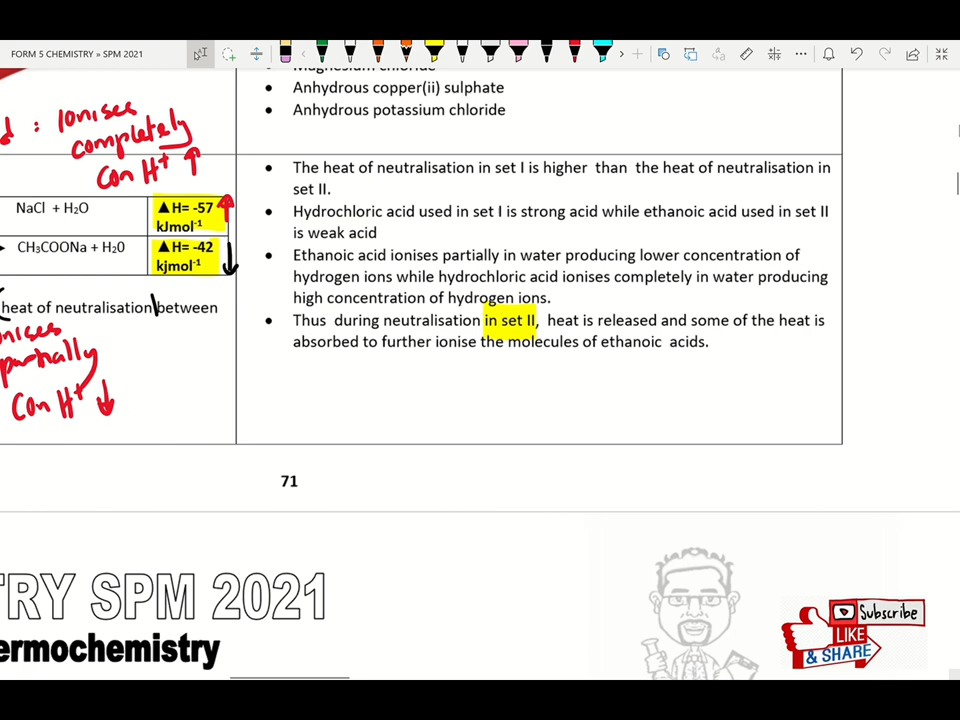 FORM 5 CHEMISTRY » SPM 2021
• Anhydrous copper(ii) sulphate
• Anhydrous potassium chloride
: Ionises
completely
con H⁺ ↑
NaCl + H₂O
▲H= -57 ↑
kJmol⁻¹
CH₃COONa + H₂0
▲H= -42 ↓
kjmol⁻¹
heat of neutralisation between
partially
Con H⁺ ↓
• The heat of neutralisation in set I is higher than the heat of neutralisation in
set II.
• Hydrochloric acid used in set I is strong acid while ethanoic acid used in set II
is weak acid
• Ethanoic acid ionises partially in water producing lower concentration of
hydrogen ions while hydrochloric acid ionises completely in water producing
high concentration of hydrogen ions.
• Thus during neutralisation in set II, heat is released and some of the heat is
absorbed to further ionise the molecules of ethanoic acids.
71
TRY SPM 2021
ermochemistry
Subscribe
LIKE
& SHARE